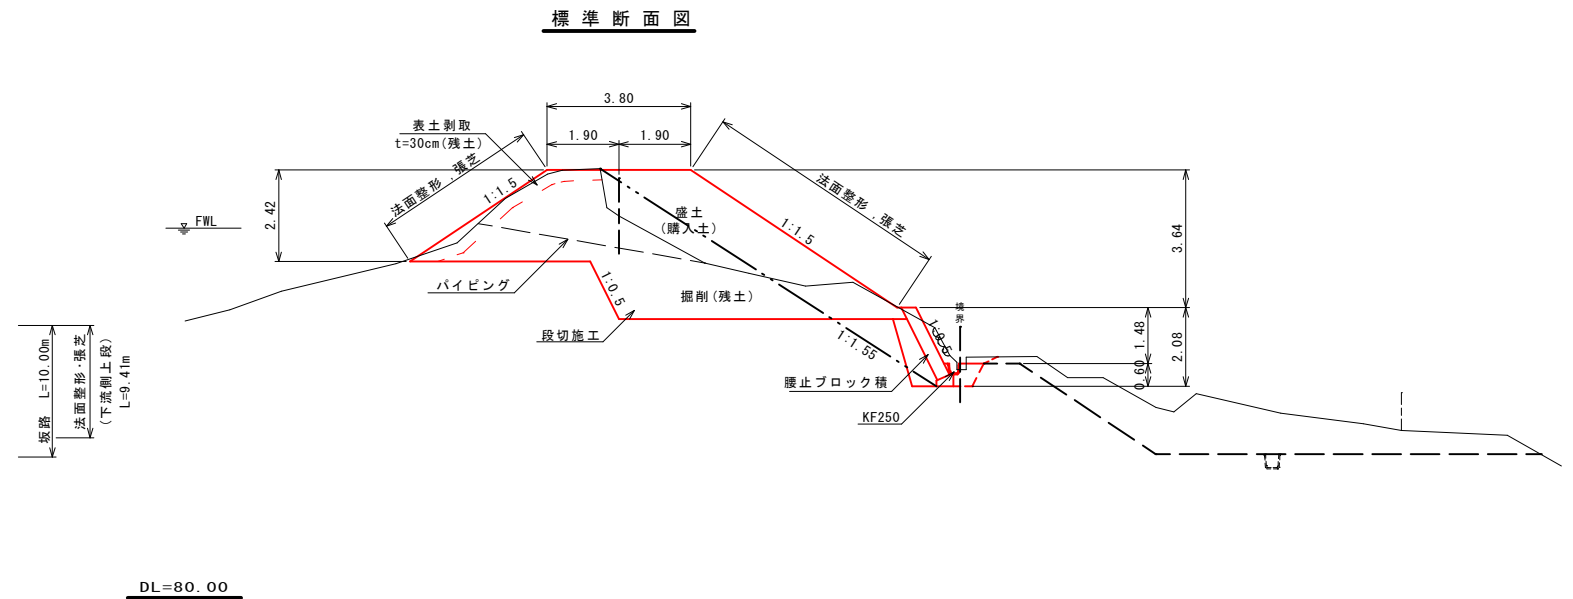 標準断面図
3.80
1.90
1.90
表土剥取
t=30cm(残土)
法面整形,張芝
1:1.5
2.42
FWL
盛土
(購入土)
法面整形,張芝
1:1.5
3.64
パイピング
1:0.5
掘削(残土)
段切施工
1:1.55
境界
1:0.5
1.48
2.08
0.60
腰止ブロック積
KF250
坂路 L=10.00m
法面整形・張芝
(下流側上段)
L=9.41m
DL=80.00